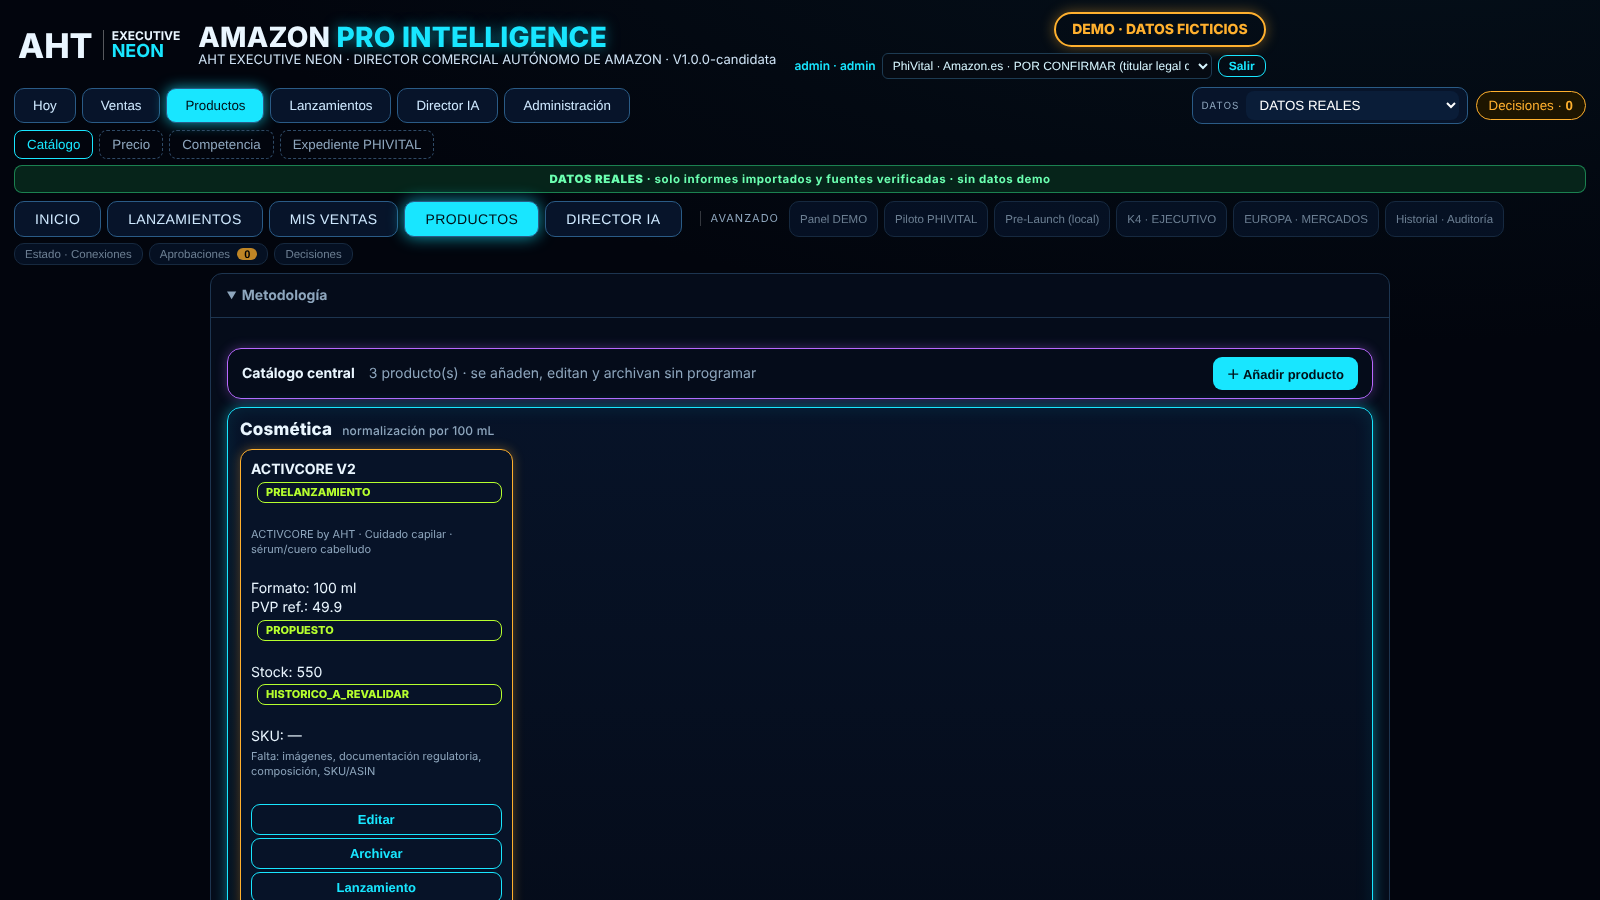 AHT EXECUTIVE NEON
AMAZON PRO INTELLIGENCE
AHT EXECUTIVE NEON · DIRECTOR COMERCIAL AUTÓNOMO DE AMAZON · V1.0.0-candidata
DEMO · DATOS FICTICIOS
admin · admin
PhiVital · Amazon.es · POR CONFIRMAR (titular legal d
Salir
Hoy Ventas Productos Lanzamientos Director IA Administración
DATOS DATOS REALES
Decisiones · 0
Catálogo Precio Competencia Expediente PHIVITAL
DATOS REALES · solo informes importados y fuentes verificadas · sin datos demo
INICIO LANZAMIENTOS MIS VENTAS PRODUCTOS DIRECTOR IA AVANZADO Panel DEMO Piloto PHIVITAL Pre-Launch (local) K4 · EJECUTIVO EUROPA · MERCADOS Historial · Auditoría
Estado · Conexiones Aprobaciones 0 Decisiones
▼ Metodología
Catálogo central 3 producto(s) · se añaden, editan y archivan sin programar
+ Añadir producto
Cosmética normalización por 100 mL
ACTIVCORE V2
PRELANZAMIENTO
ACTIVCORE by AHT · Cuidado capilar ·
sérum/cuero cabelludo
Formato: 100 ml
PVP ref.: 49.9
PROPUESTO
Stock: 550
HISTORICO_A_REVALIDAR
SKU: —
Falta: imágenes, documentación regulatoria,
composición, SKU/ASIN
Editar
Archivar
Lanzamiento